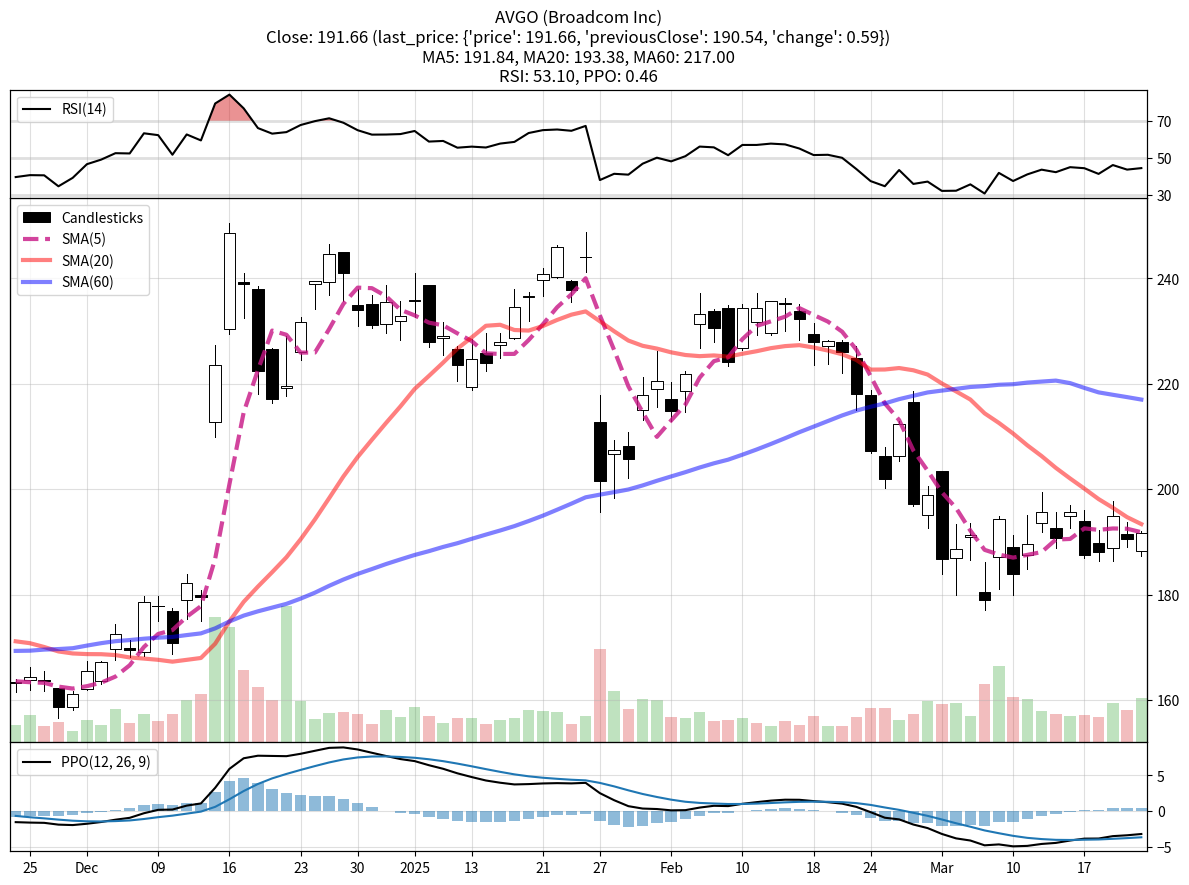 AVGO (Broadcom Inc)
Close: 191.66 (last_price: {'price': 191.66, 'previousClose': 190.54, 'change': 0.59})
MA5: 191.84, MA20: 193.38, MA60: 217.00
RSI: 53.10, PPO: 0.46
RSI(14)
70
50
30
Candlesticks
SMA(5)
SMA(20)
SMA(60)
240
220
200
180
160
PPO(12, 26, 9)
5
0
−5
25 Dec 09 16 23 30 2025 13 21 27 Feb 10 18 24 Mar 10 17